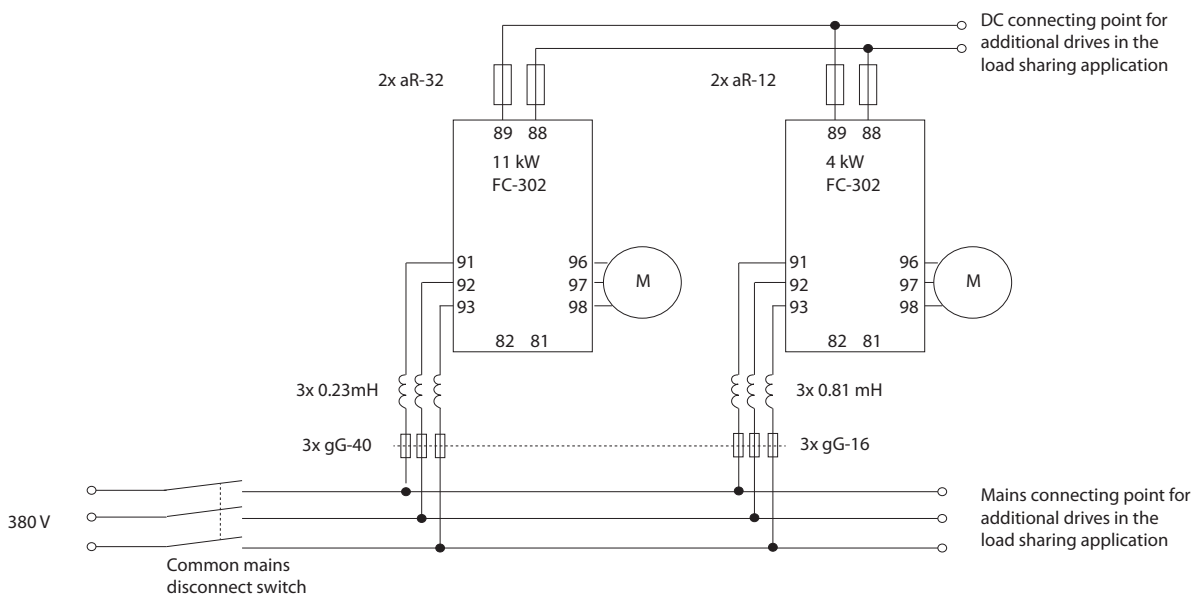 DC connecting point for
additional drives in the
load sharing application
2x aR-32
2x aR-12
89 88
89 88
11 kW
FC-302
4 kW
FC-302
91
92
93
96
97
98
M
91
92
93
96
97
98
M
82 81
82 81
3x 0.23mH
3x 0.81 mH
3x gG-40
3x gG-16
380 V
Mains connecting point for
additional drives in the
load sharing application
Common mains
disconnect switch